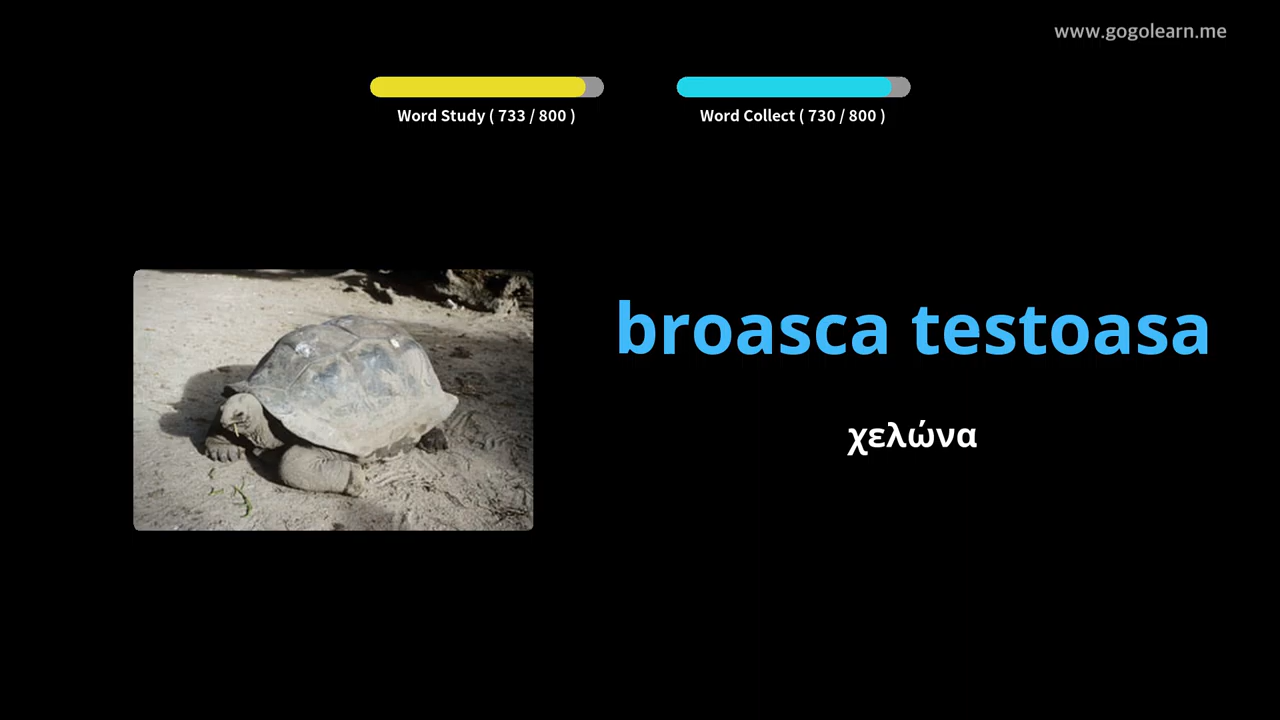 www.gogolearn.me
Word Study ( 733 / 800 )
Word Collect ( 730 / 800 )
broasca testoasa
χελώνα